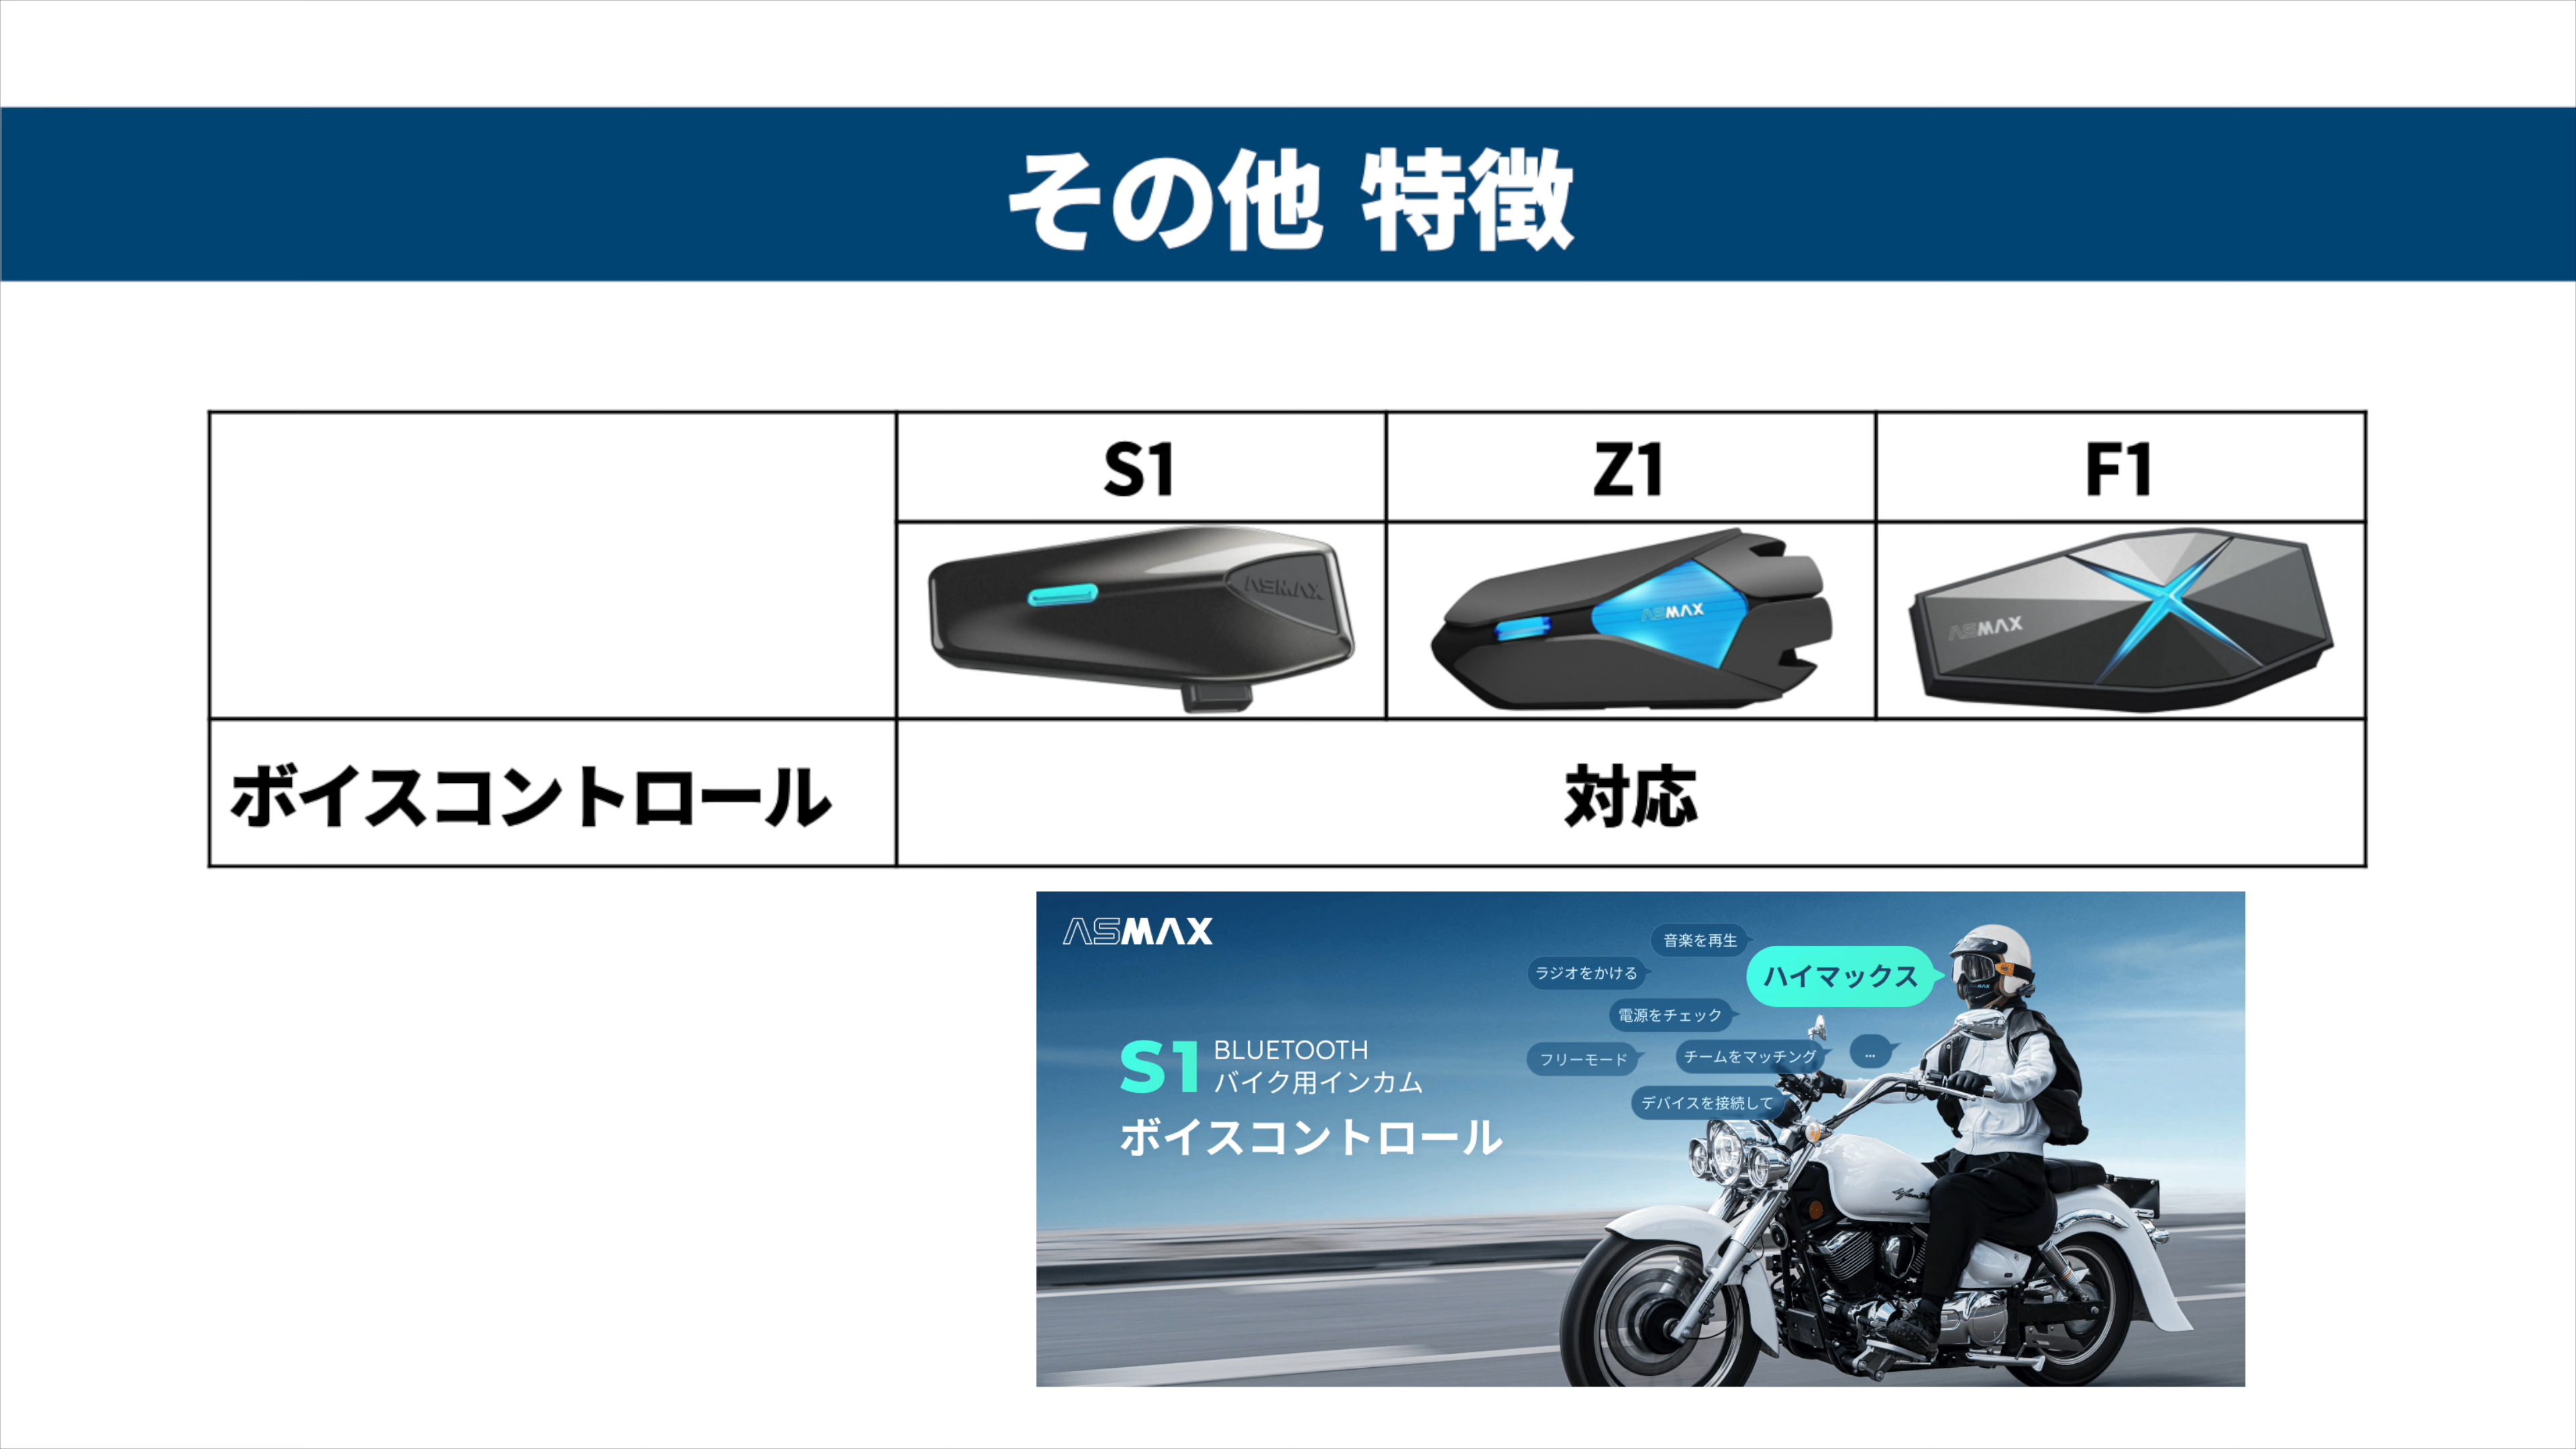 その他 特徴
S1
Z1
F1
ASMAX
ASMAX
ASMAX
ボイスコントロール
対応
ASMAX
音楽を再生
ハイマックス
ラジオをかける
電源をチェック
フリーモード
チームをマッチング
...
デバイスを接続して
S1
BLUETOOTH
バイク用インカム
ボイスコントロール